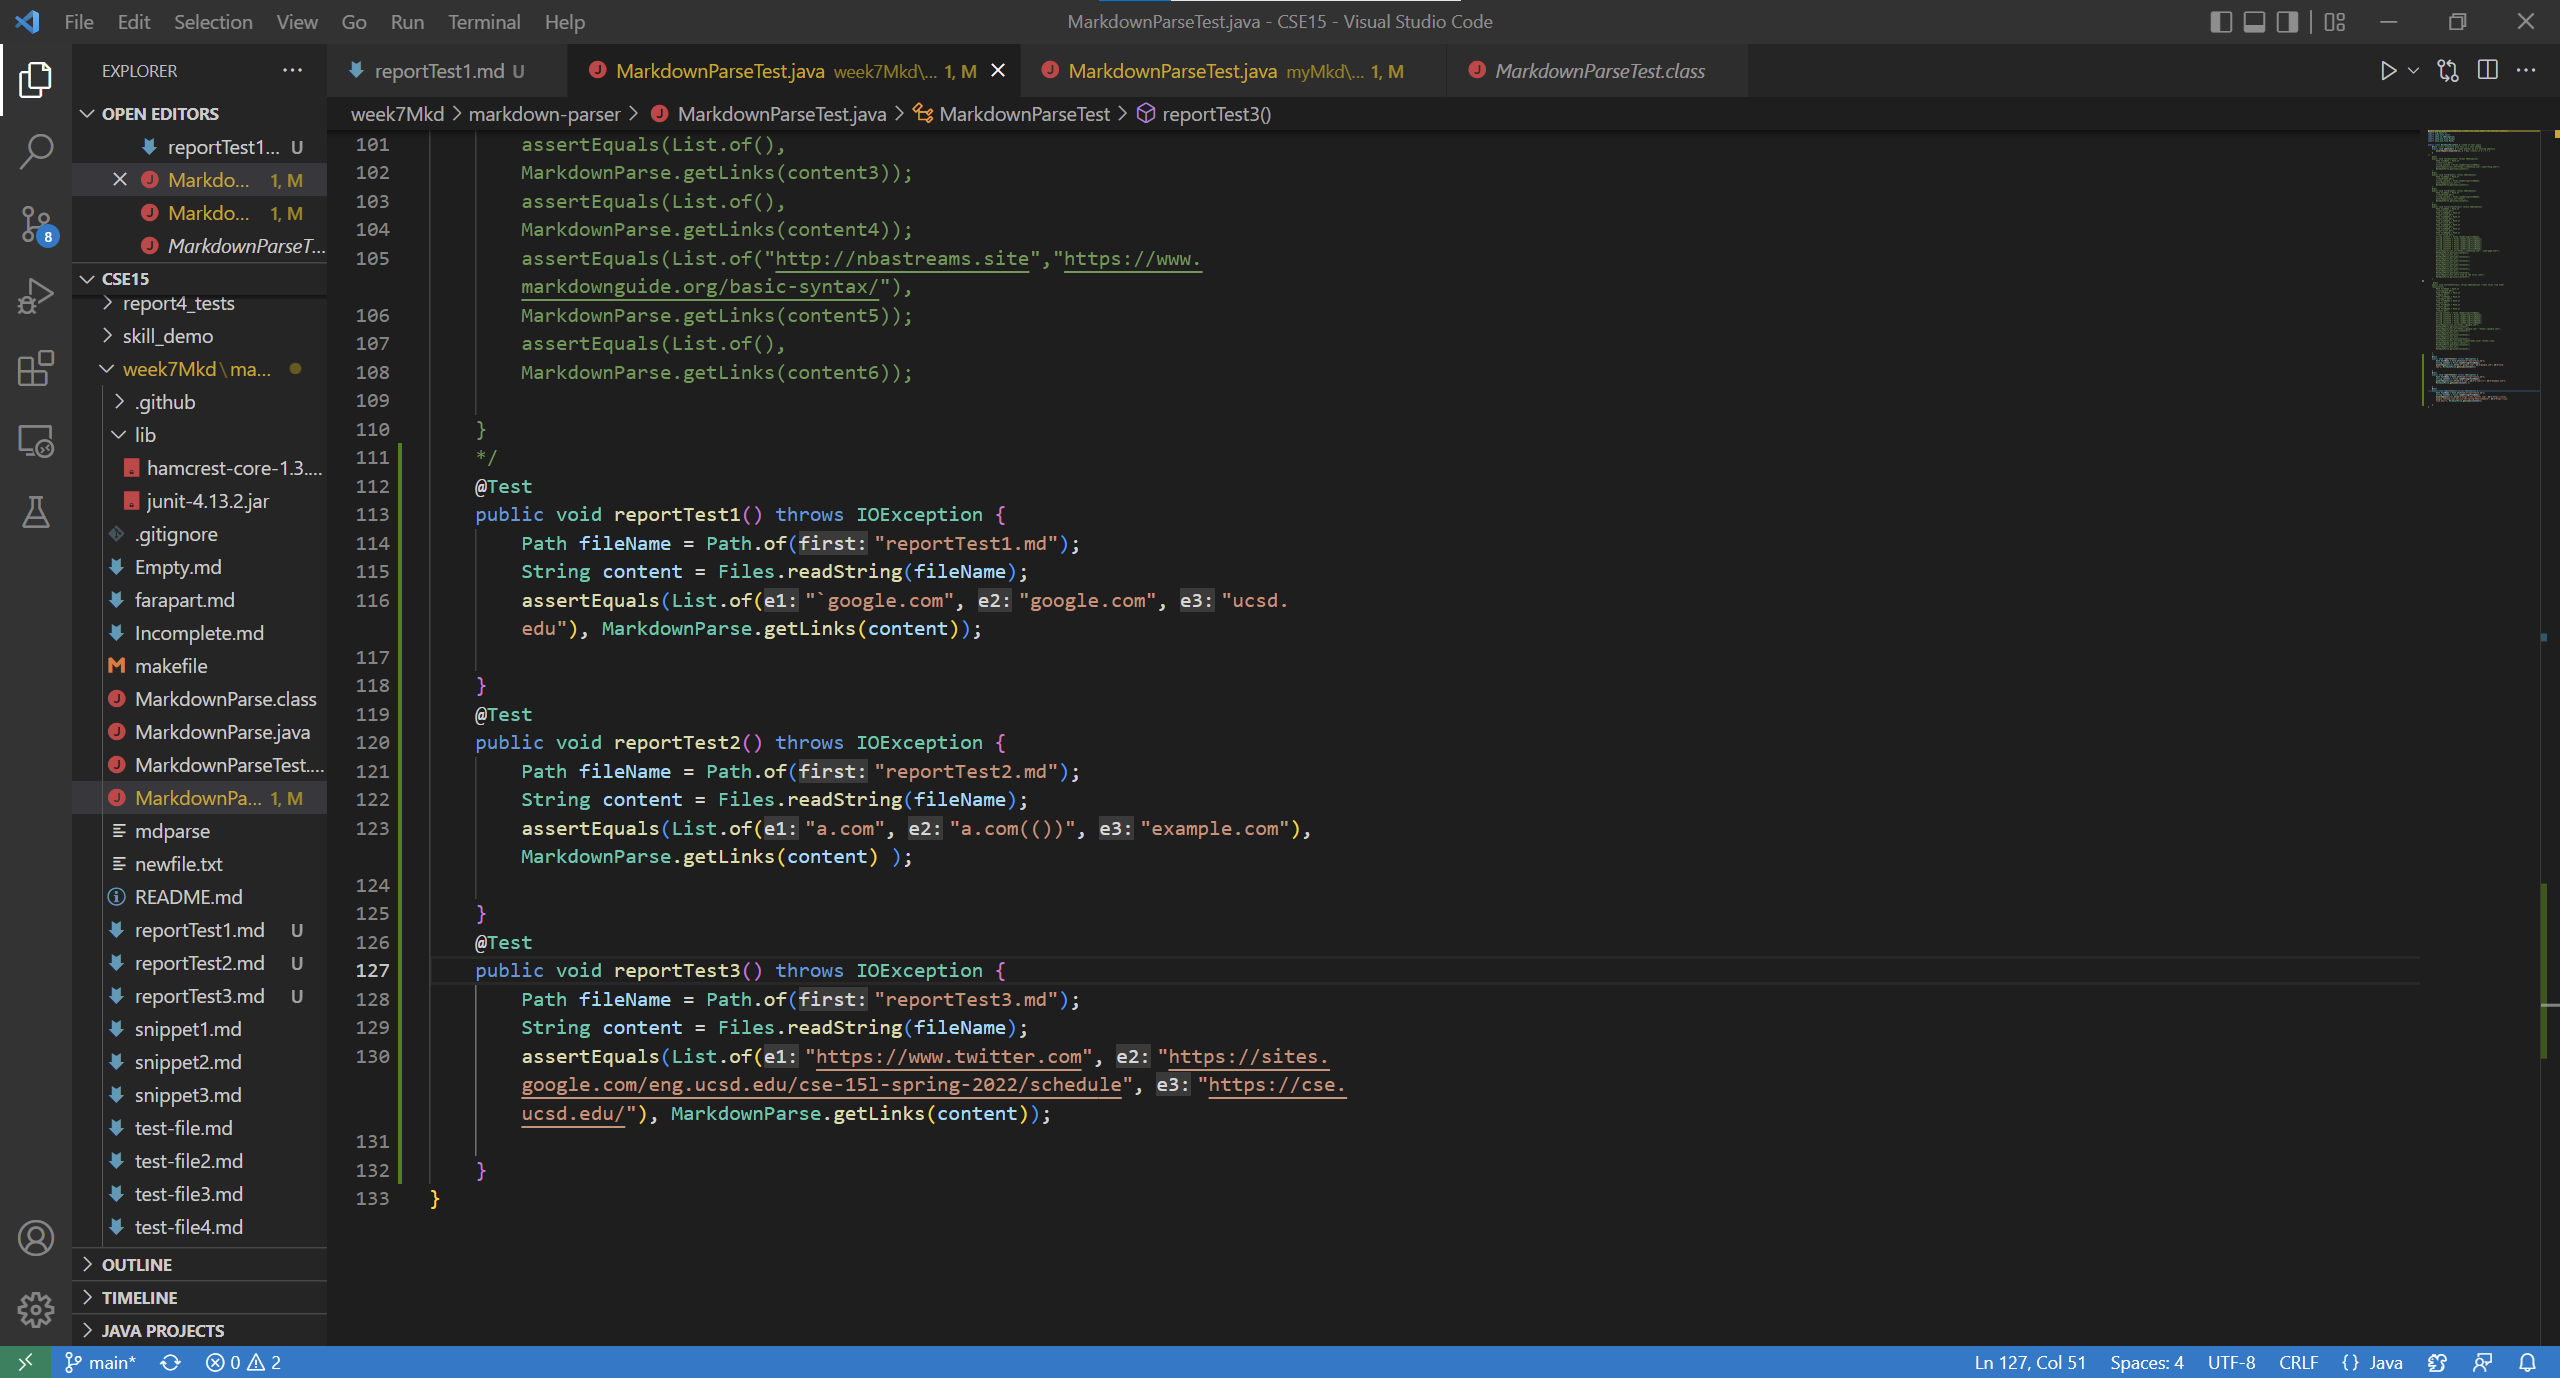 File Edit Selection View Go Run Terminal Help
MarkdownParseTest.java - CSE15 - Visual Studio Code
EXPLORER
reportTest1.md U
MarkdownParseTest.java week7Mkd\... 1, M
MarkdownParseTest.java myMkd\... 1, M
MarkdownParseTest.class
OPEN EDITORS
reportTest1... U
Markdo... 1, M
Markdo... 1, M
MarkdownParseT...
CSE15
report4_tests
skill_demo
week7Mkd\ma...
.github
lib
hamcrest-core-1.3....
junit-4.13.2.jar
.gitignore
Empty.md
farapart.md
Incomplete.md
makefile
MarkdownParse.class
MarkdownParse.java
MarkdownParseTest....
MarkdownPa... 1, M
mdparse
newfile.txt
README.md
reportTest1.md U
reportTest2.md U
reportTest3.md U
snippet1.md
snippet2.md
snippet3.md
test-file.md
test-file2.md
test-file3.md
test-file4.md
OUTLINE
TIMELINE
JAVA PROJECTS
8
week7Mkd > markdown-parser > MarkdownParseTest.java > MarkdownParseTest > reportTest3()
101 assertEquals(List.of(),
102 MarkdownParse.getLinks(content3));
103 assertEquals(List.of(),
104 MarkdownParse.getLinks(content4));
105 assertEquals(List.of("http://nbastreams.site","https://www.
markdownguide.org/basic-syntax/"),
106 MarkdownParse.getLinks(content5));
107 assertEquals(List.of(),
108 MarkdownParse.getLinks(content6));
109
110 }
111 */
112 @Test
113 public void reportTest1() throws IOException {
114 Path fileName = Path.of(first: "reportTest1.md");
115 String content = Files.readString(fileName);
116 assertEquals(List.of(e1: "`google.com", e2: "google.com", e3: "ucsd.
edu"), MarkdownParse.getLinks(content));
117
118 }
119 @Test
120 public void reportTest2() throws IOException {
121 Path fileName = Path.of(first: "reportTest2.md");
122 String content = Files.readString(fileName);
123 assertEquals(List.of(e1: "a.com", e2: "a.com(())", e3: "example.com"),
MarkdownParse.getLinks(content) );
124
125 }
126 @Test
127 public void reportTest3() throws IOException {
128 Path fileName = Path.of(first: "reportTest3.md");
129 String content = Files.readString(fileName);
130 assertEquals(List.of(e1: "https://www.twitter.com", e2: "https://sites.
google.com/eng.ucsd.edu/cse-15l-spring-2022/schedule", e3: "https://cse.
ucsd.edu/"), MarkdownParse.getLinks(content));
131
132 }
133 }
main* 0 2
Ln 127, Col 51 Spaces: 4 UTF-8 CRLF {} Java